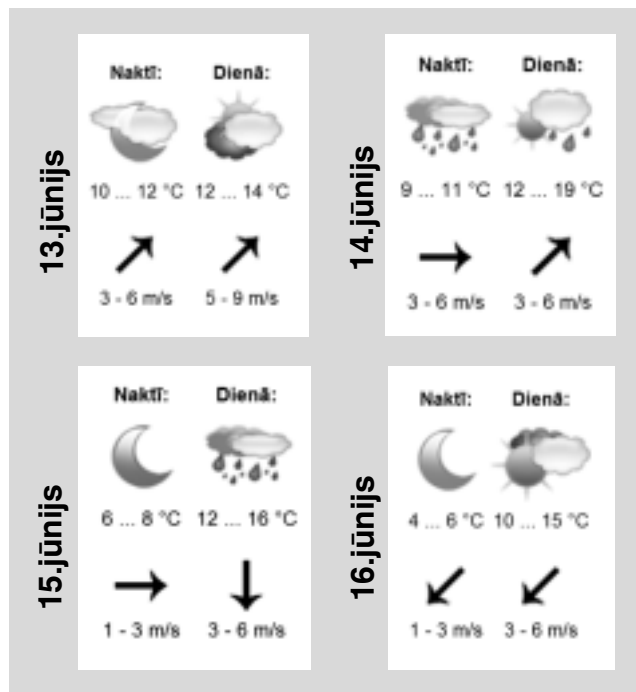 13.jūnijs
Naktī: Dienā:
10 ... 12 °C 12 ... 14 °C
3 - 6 m/s 5 - 9 m/s
14.jūnijs
Naktī: Dienā:
9 ... 11 °C 12 ... 19 °C
3 - 6 m/s 3 - 6 m/s
15.jūnijs
Naktī: Dienā:
6 ... 8 °C 12 ... 16 °C
1 - 3 m/s 3 - 6 m/s
16.jūnijs
Naktī: Dienā:
4 ... 6 °C 10 ... 15 °C
1 - 3 m/s 3 - 6 m/s